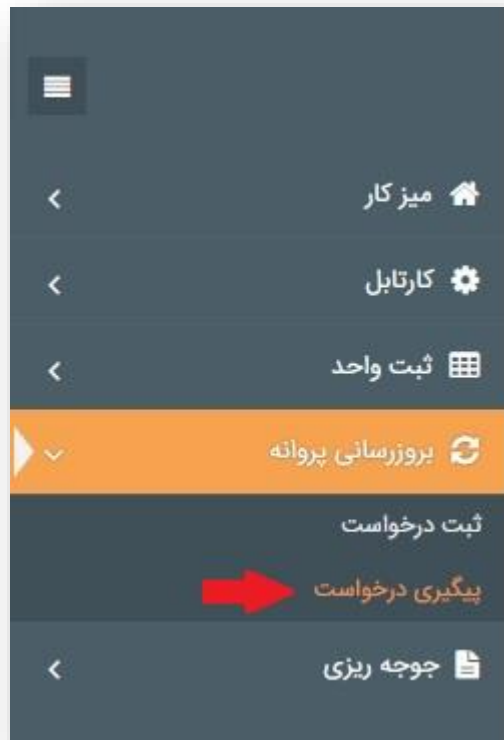 میز کار
کارتابل
ثبت واحد
بروزرسانی پروانه
ثبت درخواست
پیگیری درخواست
جوجه ریزی